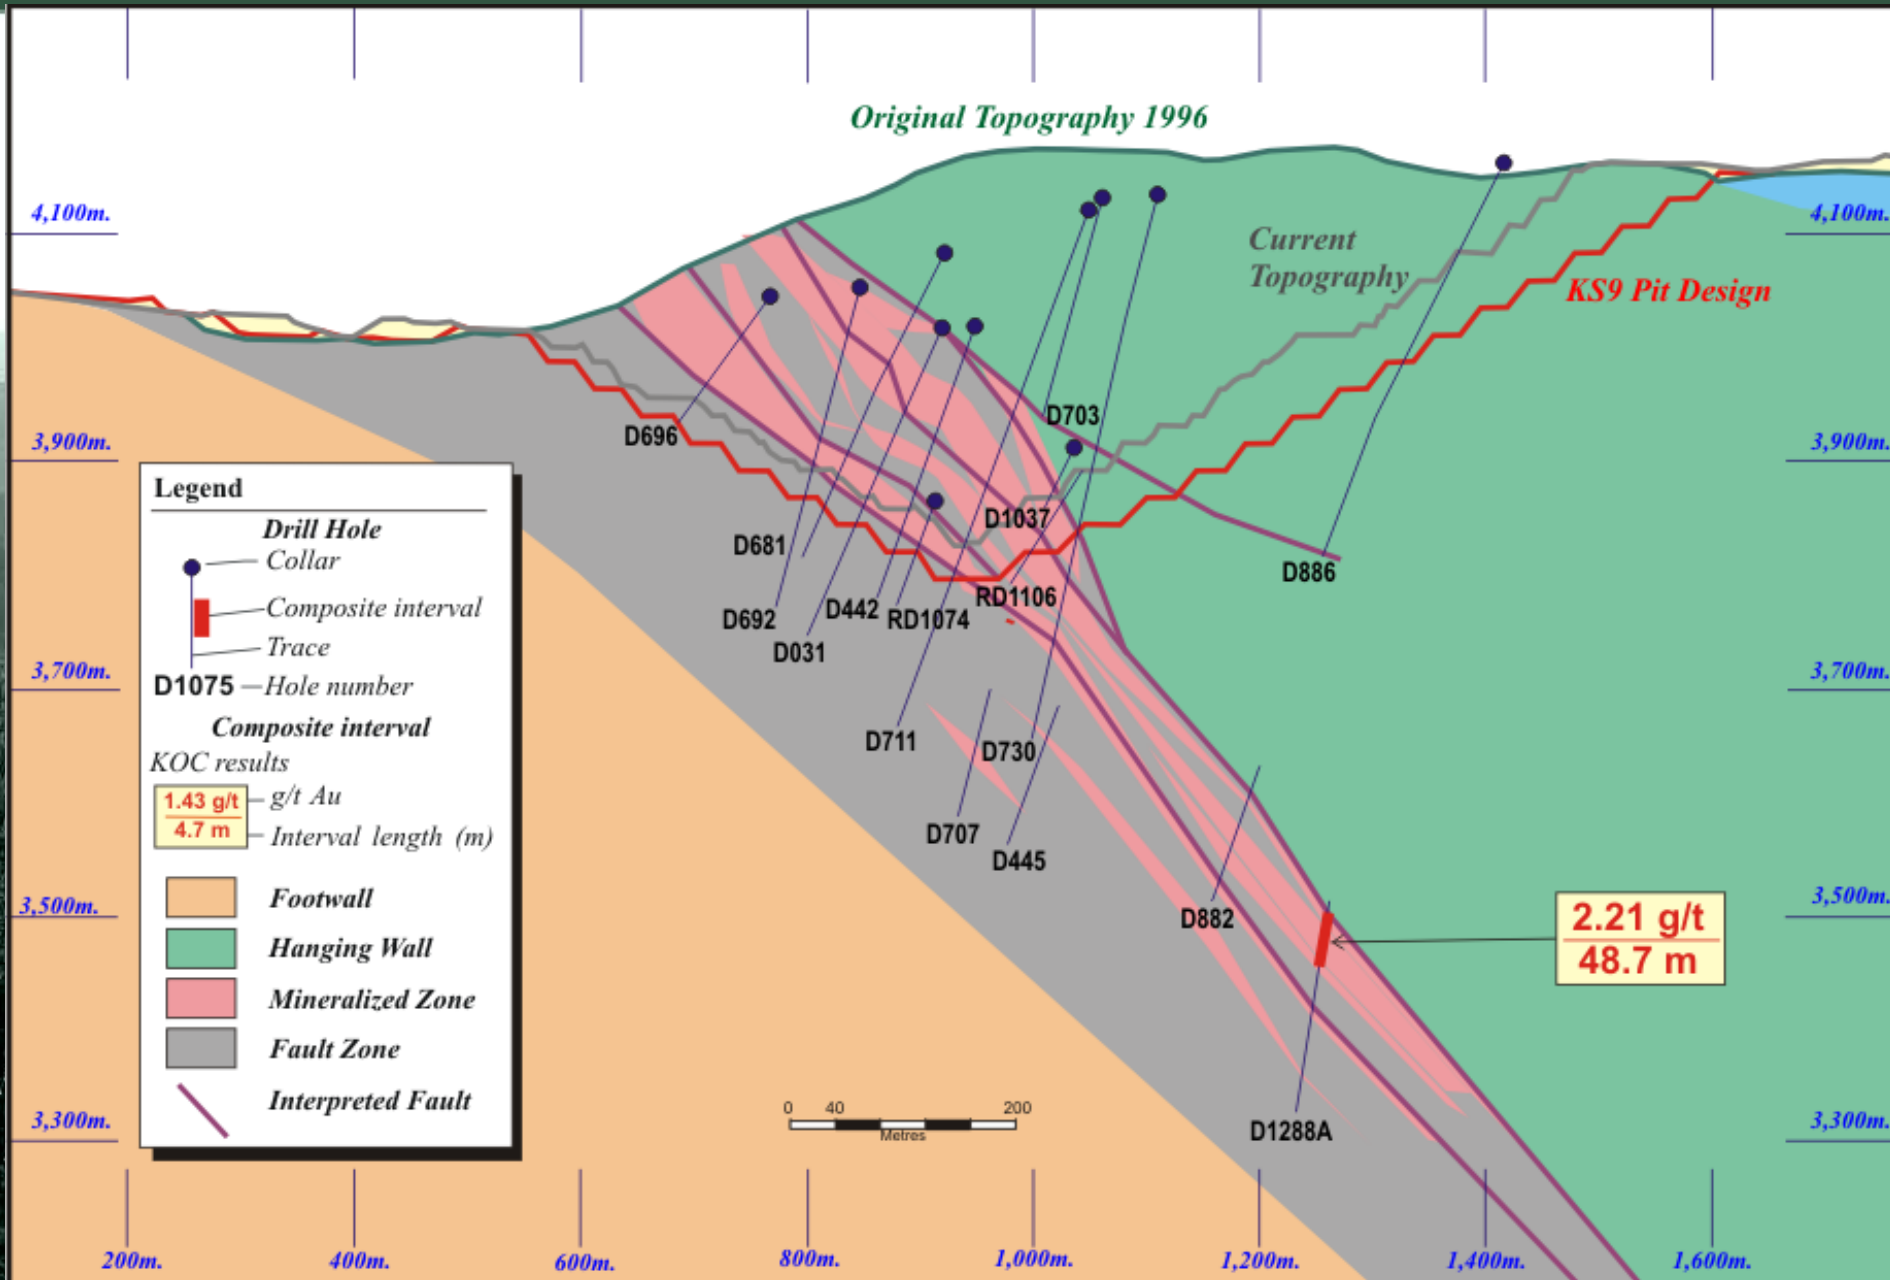 Original Topography 1996
4,100m.
4,100m.
Current
Topography
KS9 Pit Design
3,900m.
3,900m.
D696
D703
D1037
D681
D886
RD1106
D692
D442
RD1074
D031
3,700m.
3,700m.
D711
D730
D707
D445
D882
3,500m.
3,500m.
2.21 g/t
48.7 m
D1288A
3,300m.
3,300m.
Legend
Drill Hole
Collar
Composite interval
Trace
D1075 Hole number
Composite interval
KOC results
1.43 g/t g/t Au
4.7 m Interval length (m)
Footwall
Hanging Wall
Mineralized Zone
Fault Zone
Interpreted Fault
0 40 200
Metres
200m. 400m. 600m. 800m. 1,000m. 1,200m. 1,400m. 1,600m.